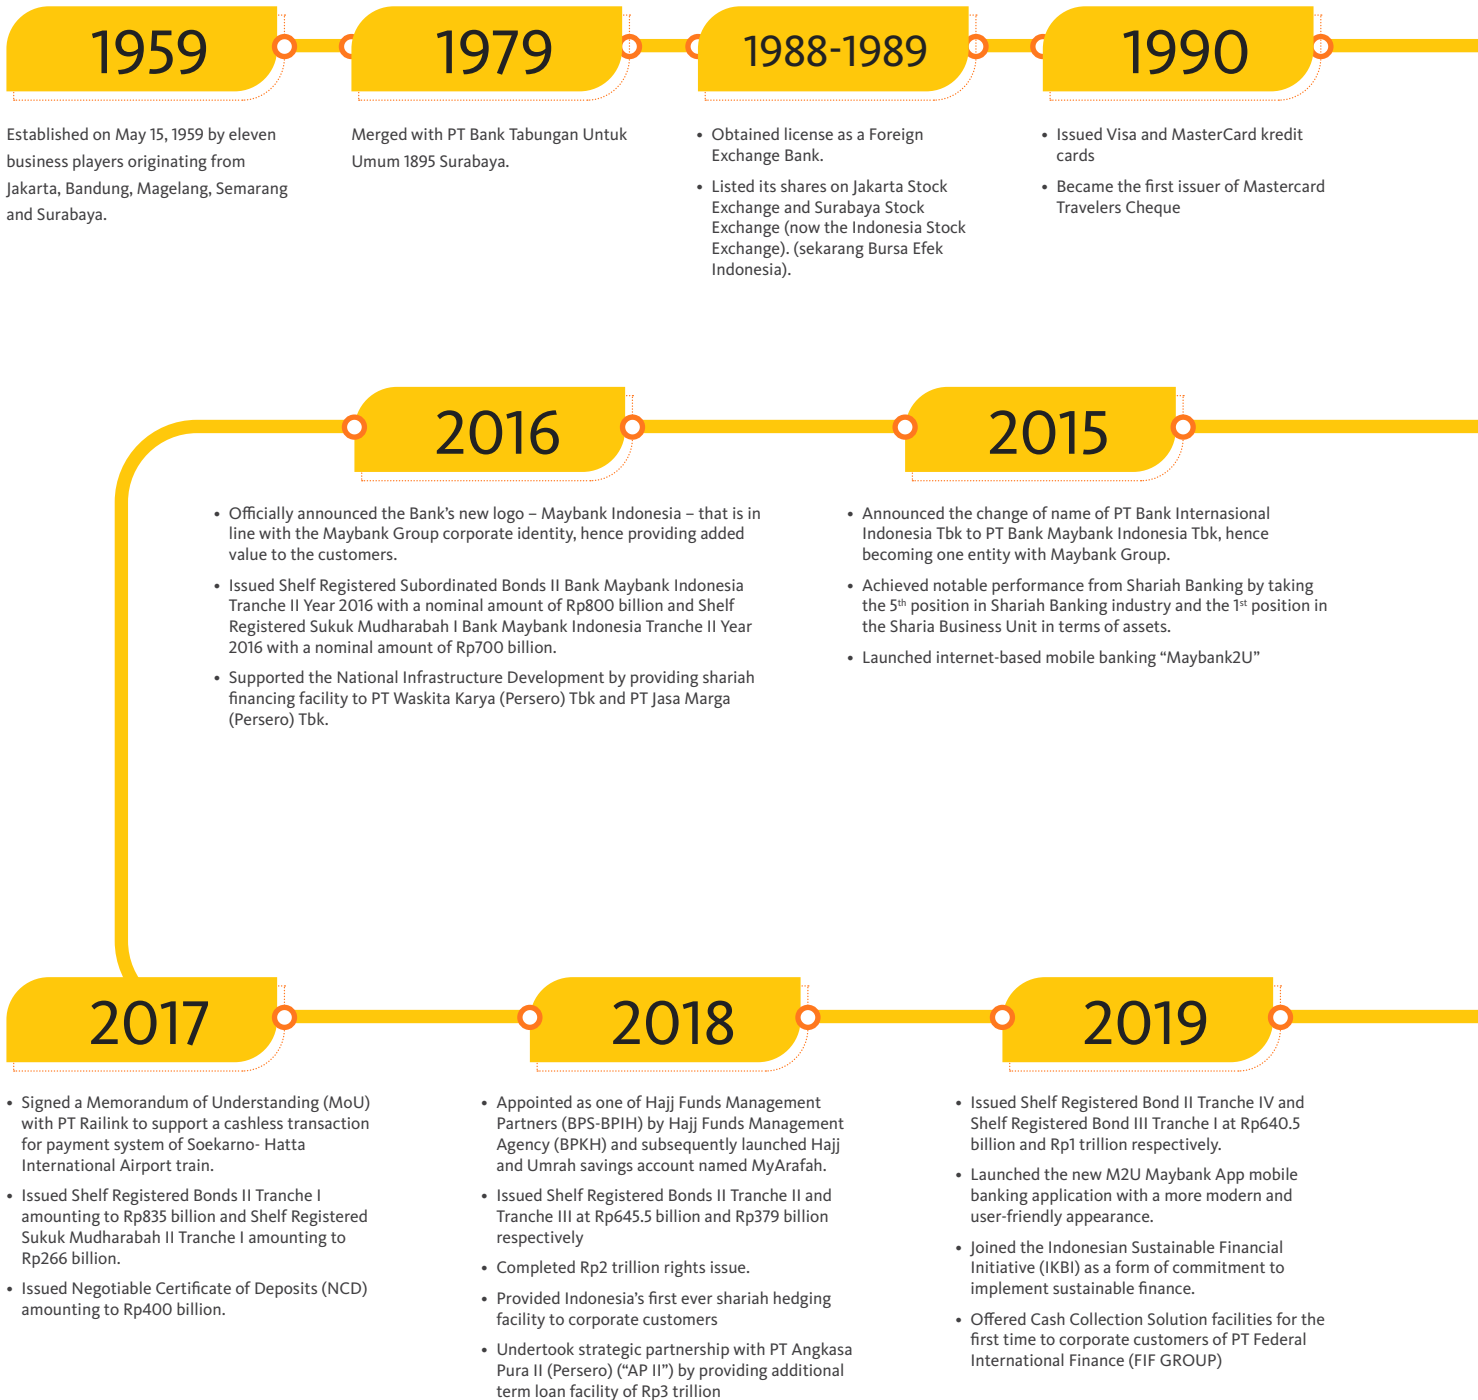 1959
Established on May 15, 1959 by eleven
business players originating from
Jakarta, Bandung, Magelang, Semarang
and Surabaya.
1979
Merged with PT Bank Tabungan Untuk
Umum 1895 Surabaya.
1988-1989
• Obtained license as a Foreign
Exchange Bank.
• Listed its shares on Jakarta Stock
Exchange and Surabaya Stock
Exchange (now the Indonesia Stock
Exchange). (sekarang Bursa Efek
Indonesia).
1990
• Issued Visa and MasterCard kredit
cards
• Became the first issuer of Mastercard
Travelers Cheque
2016
• Officially announced the Bank’s new logo – Maybank Indonesia – that is in
line with the Maybank Group corporate identity, hence providing added
value to the customers.
• Issued Shelf Registered Subordinated Bonds II Bank Maybank Indonesia
Tranche II Year 2016 with a nominal amount of Rp800 billion and Shelf
Registered Sukuk Mudharabah I Bank Maybank Indonesia Tranche II Year
2016 with a nominal amount of Rp700 billion.
• Supported the National Infrastructure Development by providing shariah
financing facility to PT Waskita Karya (Persero) Tbk and PT Jasa Marga
(Persero) Tbk.
2015
• Announced the change of name of PT Bank Internasional
Indonesia Tbk to PT Bank Maybank Indonesia Tbk, hence
becoming one entity with Maybank Group.
• Achieved notable performance from Shariah Banking by taking
the 5th position in Shariah Banking industry and the 1st position in
the Sharia Business Unit in terms of assets.
• Launched internet-based mobile banking “Maybank2U”
2017
• Signed a Memorandum of Understanding (MoU)
with PT Railink to support a cashless transaction
for payment system of Soekarno- Hatta
International Airport train.
• Issued Shelf Registered Bonds II Tranche I
amounting to Rp835 billion and Shelf Registered
Sukuk Mudharabah II Tranche I amounting to
Rp266 billion.
• Issued Negotiable Certificate of Deposits (NCD)
amounting to Rp400 billion.
2018
• Appointed as one of Hajj Funds Management
Partners (BPS-BPIH) by Hajj Funds Management
Agency (BPKH) and subsequently launched Hajj
and Umrah savings account named MyArafah.
• Issued Shelf Registered Bonds II Tranche II and
Tranche III at Rp645.5 billion and Rp379 billion
respectively
• Completed Rp2 trillion rights issue.
• Provided Indonesia’s first ever shariah hedging
facility to corporate customers
• Undertook strategic partnership with PT Angkasa
Pura II (Persero) (“AP II”) by providing additional
term loan facility of Rp3 trillion
2019
• Issued Shelf Registered Bond II Tranche IV and
Shelf Registered Bond III Tranche I at Rp640.5
billion and Rp1 trillion respectively.
• Launched the new M2U Maybank App mobile
banking application with a more modern and
user-friendly appearance.
• Joined the Indonesian Sustainable Financial
Initiative (IKBI) as a form of commitment to
implement sustainable finance.
• Offered Cash Collection Solution facilities for the
first time to corporate customers of PT Federal
International Finance (FIF GROUP)